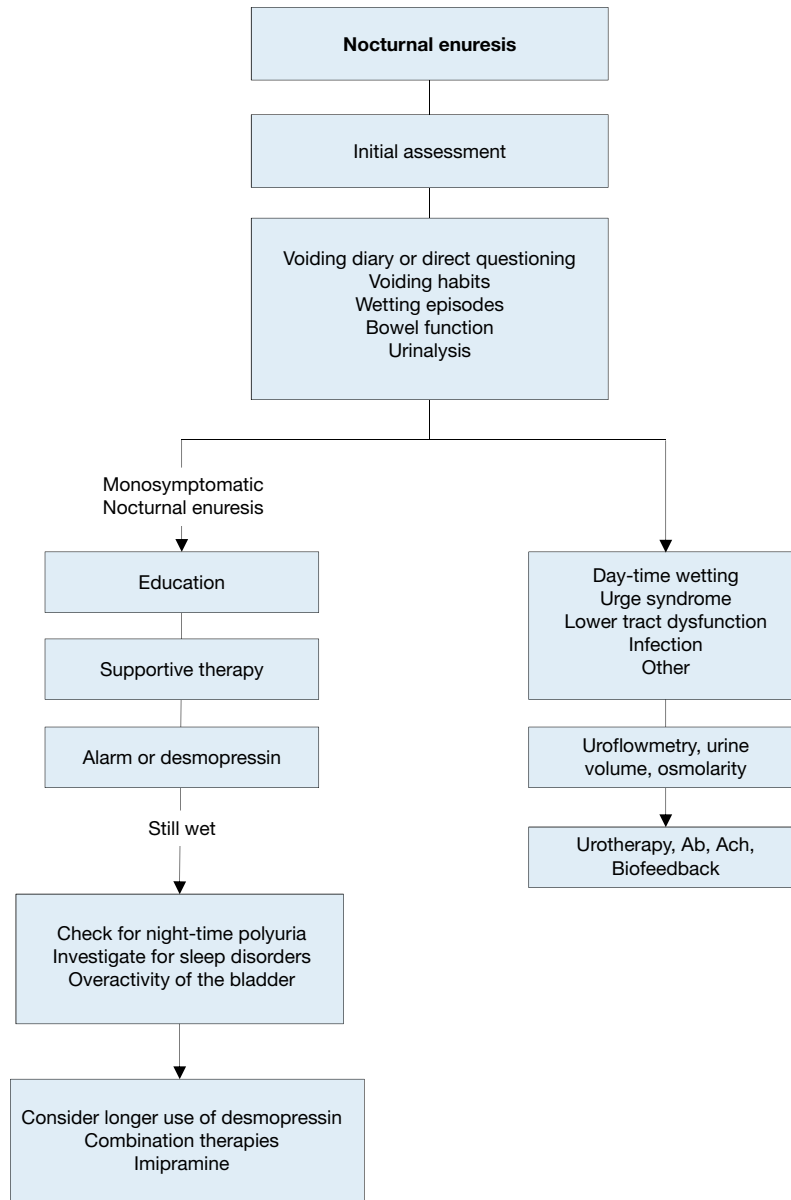 Nocturnal enuresis
Initial assessment
Voiding diary or direct questioning
Voiding habits
Wetting episodes
Bowel function
Urinalysis
Monosymptomatic
Nocturnal enuresis
Education
Supportive therapy
Alarm or desmopressin
Still wet
Check for night-time polyuria
Investigate for sleep disorders
Overactivity of the bladder
Consider longer use of desmopressin
Combination therapies
Imipramine
Day-time wetting
Urge syndrome
Lower tract dysfunction
Infection
Other
Uroflowmetry, urine
volume, osmolarity
Urotherapy, Ab, Ach,
Biofeedback